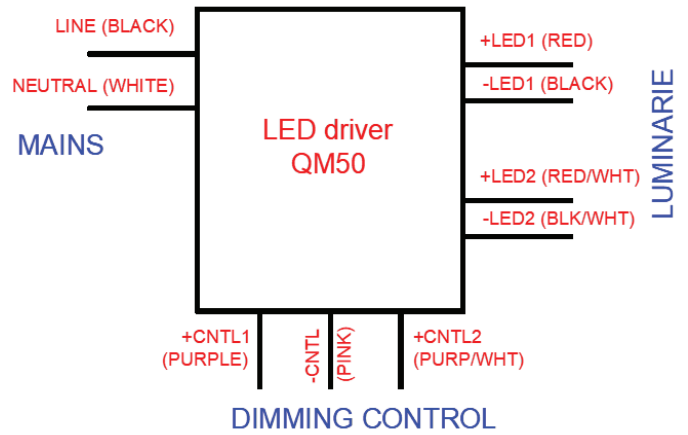 LINE (BLACK)
NEUTRAL (WHITE)
MAINS
LED driver
QM50
+LED1 (RED)
-LED1 (BLACK)
+LED2 (RED/WHT)
-LED2 (BLK/WHT)
LUMINARIE
+CNTL1
(PURPLE)
-CNTL
(PINK)
+CNTL2
(PURP/WHT)
DIMMING CONTROL